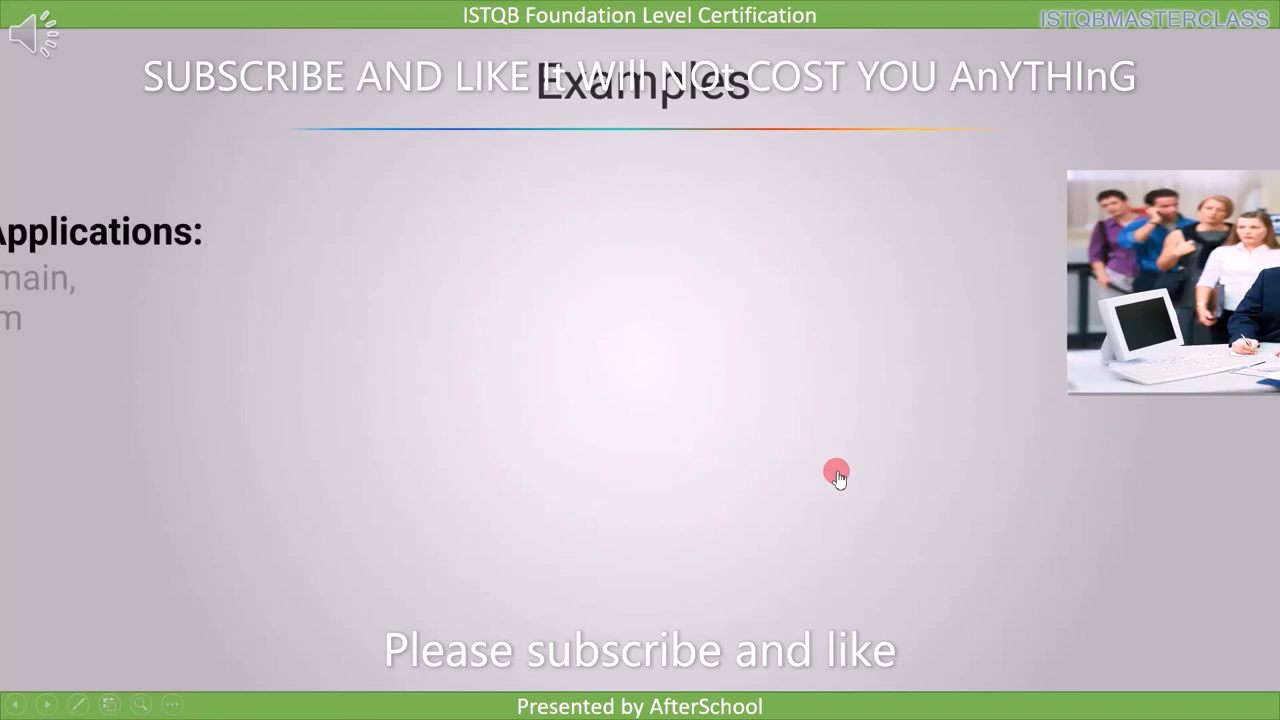 ISTQB Foundation Level Certification
ISTQBMASTERCLASS
SUBSCRIBE AND LIKE It WIll NOt COST YOU AnYTHInG
Examples
Applications:
main,
m
Please subscribe and like
Presented by AfterSchool